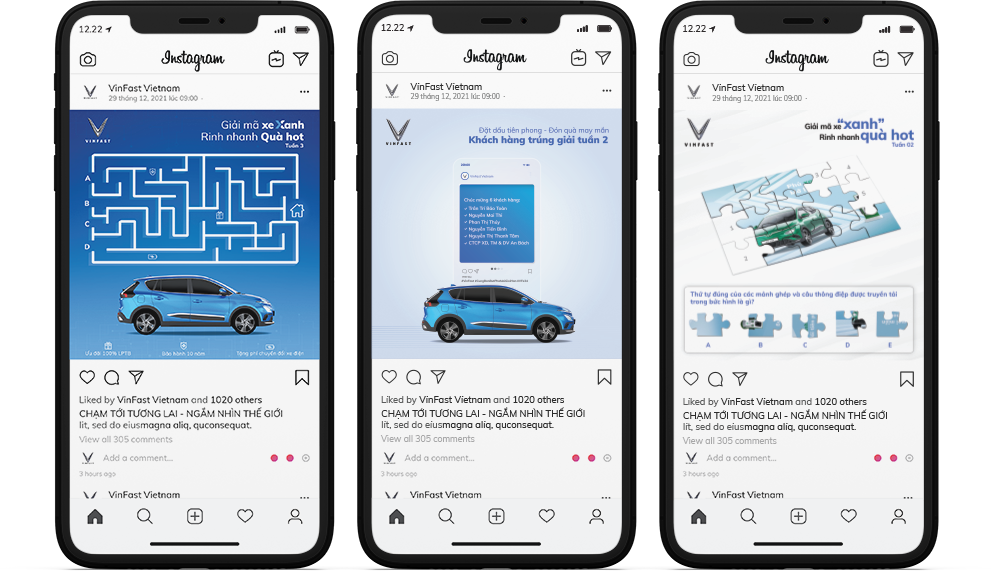 12.22
Instagram
VinFast Vietnam
29 tháng 12, 2021 lúc 09:00 ·
VINFAST
Giải mã xe Xanh
Rinh nhanh Quà hot
Tuần 3
A
B
C
D
Ưu đãi 100% LPTB
Bảo hành 10 năm
Tặng phí chuyển đổi xe điện
Liked by VinFast Vietnam and 1020 others
CHẠM TỚI TƯƠNG LAI - NGẮM NHÌN THẾ GIỚI
lít, sed do eiusmagna aliq, quconsequat.
View all 305 comments
Add a comment...
3 hours ago
VinFast Vietnam
12.22
Instagram
VinFast Vietnam
29 tháng 12, 2021 lúc 09:00 ·
VINFAST
Đặt dấu tiên phong - Đón quà may mắn
Khách hàng trúng giải tuần 2
VinFast Vietnam
Chúc mừng 6 khách hàng:
Trần Trí Bảo Toàn
Nguyễn Mai Thi
Phan Thị Thủy
Nguyễn Tiến Bình
Nguyễn Thị Thanh Tâm
CTCP XD, TM & DV An Bách
Liked by VinFast Vietnam and 1020 others
CHẠM TỚI TƯƠNG LAI - NGẮM NHÌN THẾ GIỚI
lít, sed do eiusmagna aliq, quconsequat.
View all 305 comments
Add a comment...
3 hours ago
VinFast Vietnam
12.22
Instagram
VinFast Vietnam
29 tháng 12, 2021 lúc 09:00 ·
VINFAST
Giải mã xe “xanh”
Rinh nhanh quà hot
Tuần 02
1
2
3
Thứ tự đúng của các mảnh ghép và câu thông điệp được truyền tải
trong bức hình là gì?
A
B
C
D
E
Liked by VinFast Vietnam and 1020 others
CHẠM TỚI TƯƠNG LAI - NGẮM NHÌN THẾ GIỚI
lít, sed do eiusmagna aliq, quconsequat.
View all 305 comments
Add a comment...
3 hours ago
VinFast Vietnam